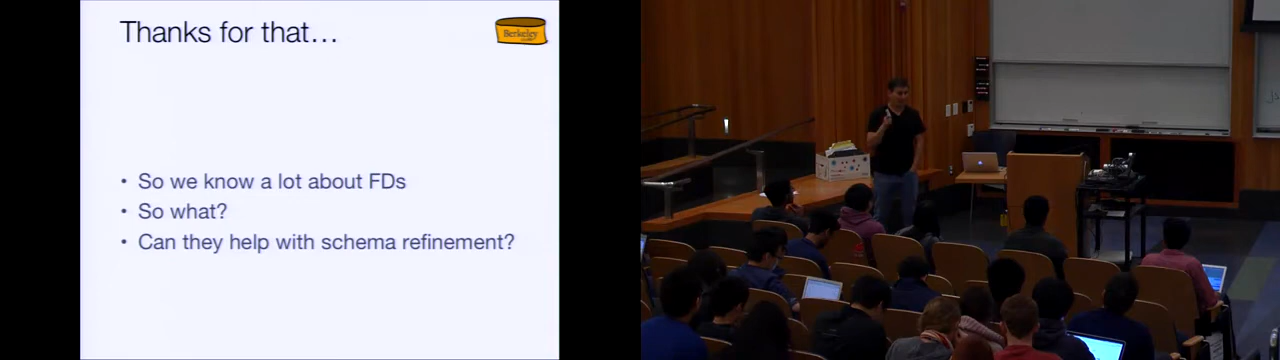 Thanks for that…
Berkeley
• So we know a lot about FDs
• So what?
• Can they help with schema refinement?